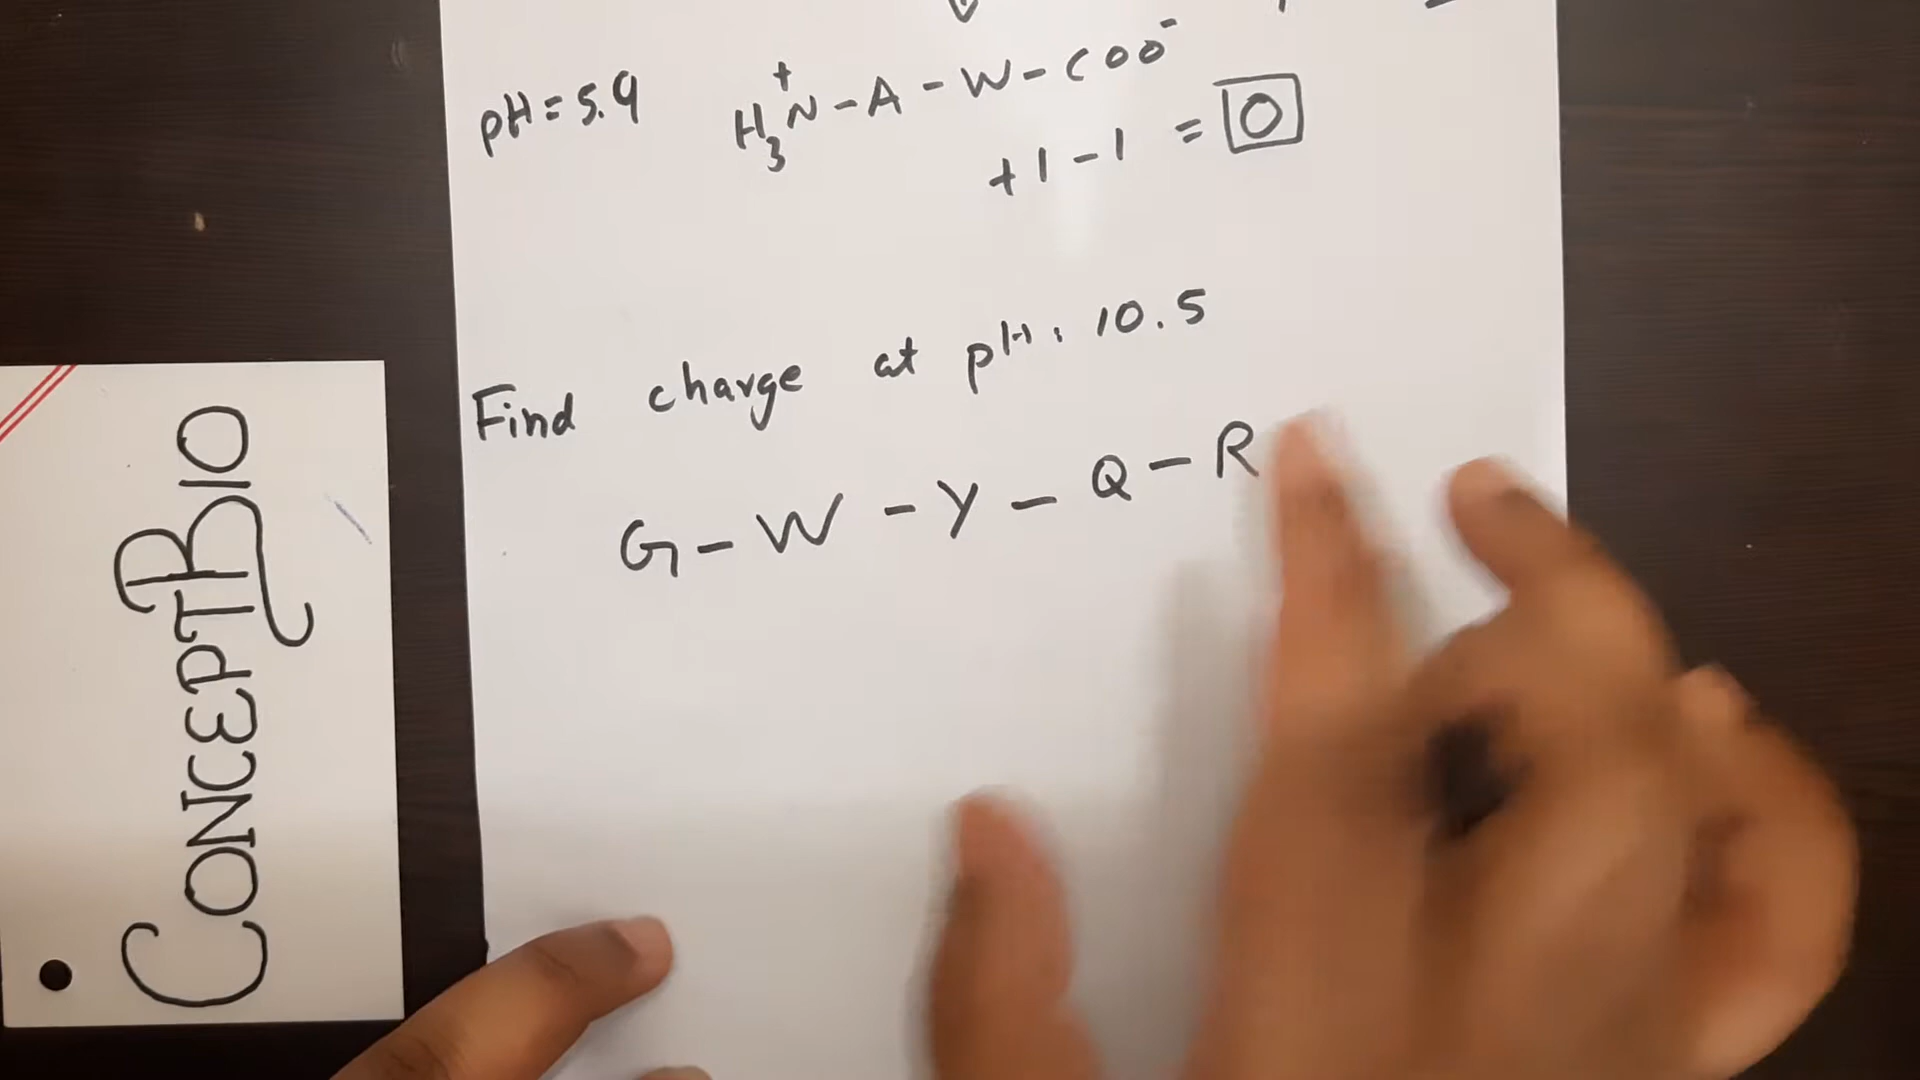 pH = 5.9 H₃N⁺ - A - W - COO⁻
+1 - 1 = 0
Find charge at pH : 10.5
G - W - Y - Q - R
CONCEPTBIO